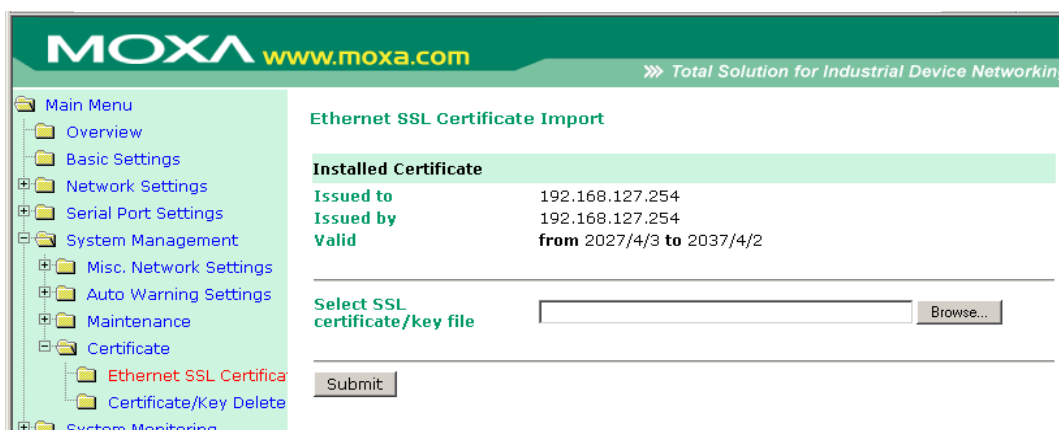 MOXA www.moxa.com
Total Solution for Industrial Device Networkin
Main Menu
Overview
Basic Settings
Network Settings
Serial Port Settings
System Management
Misc. Network Settings
Auto Warning Settings
Maintenance
Certificate
Ethernet SSL Certifica
Certificate/Key Delete
System Monitoring
Ethernet SSL Certificate Import
Installed Certificate
Issued to 192.168.127.254
Issued by 192.168.127.254
Valid from 2027/4/3 to 2037/4/2
Select SSL
certificate/key file
Browse...
Submit